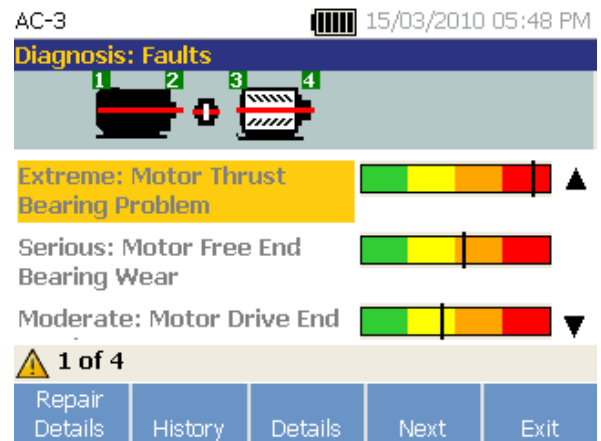 AC-3 15/03/2010 05:48 PM
Diagnosis: Faults
1 2 3 4
Extreme: Motor Thrust
Bearing Problem
Serious: Motor Free End
Bearing Wear
Moderate: Motor Drive End
1 of 4
Repair
Details History Details Next Exit